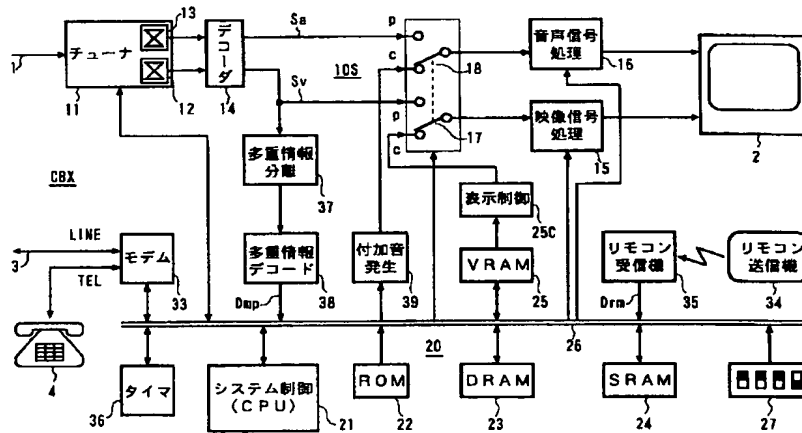 13
Sa
p
チューナ
デコーダ
10S
c
18
音声信号
処理
16
1
11
12
14
Sv
p
17
映像信号
処理
c
15
2
多重情報
分離
37
CBX
表示制御
25C
LINE
3
モデム
TEL
33
多重情報
デコード
38
Dmp
付加音
発生
39
VRAM
25
リモコン
受信機
35
Drm
リモコン
送信機
34
4
20
26
タイマ
36
システム制御
(CPU)
21
ROM
22
DRAM
23
SRAM
24
27